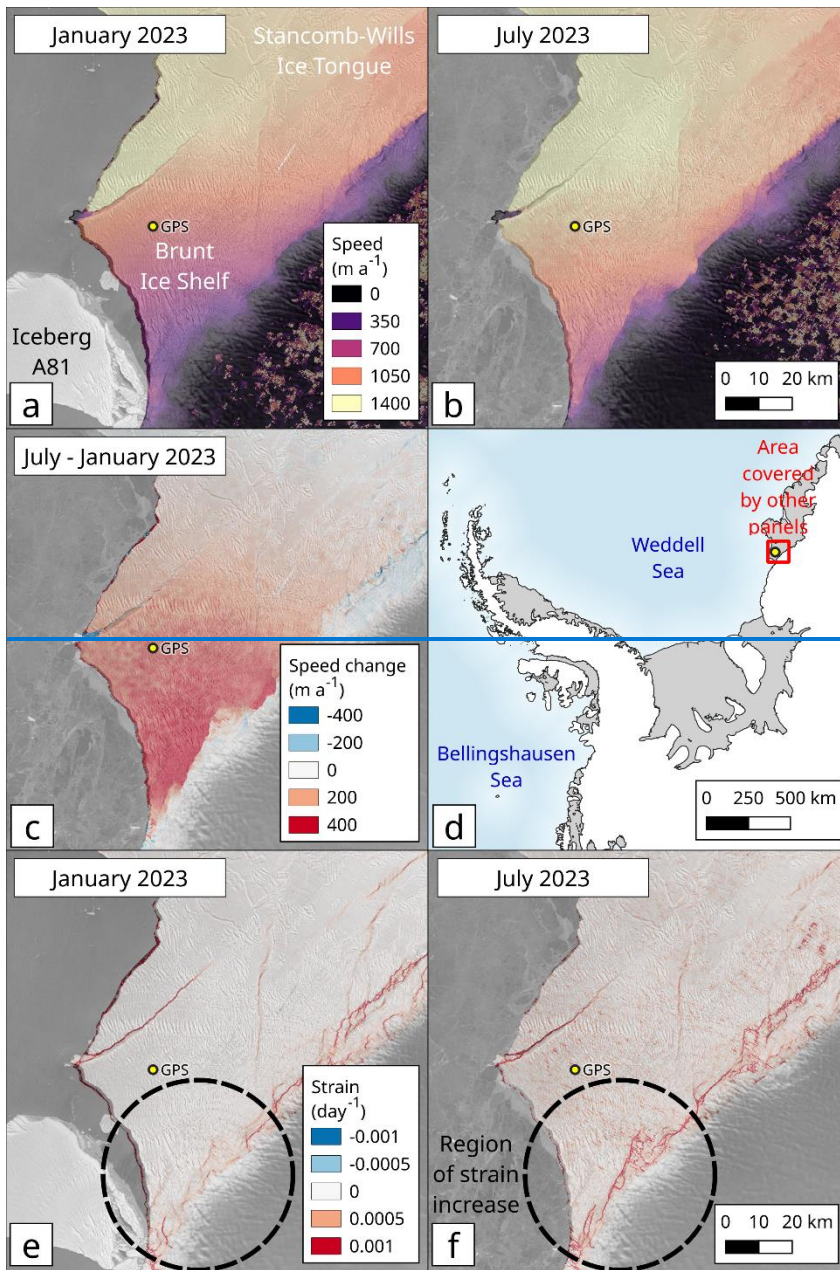 January 2023
Stancomb-Wills
Ice Tongue
GPS
Brunt
Ice Shelf
Iceberg
A81
Speed
(m a⁻¹)
0
350
700
1050
1400
a
July 2023
GPS
0 10 20 km
b
July - January 2023
GPS
Speed change
(m a⁻¹)
-400
-200
0
200
400
c
Area
covered
by other
panels
Weddell
Sea
Bellingshausen
Sea
0 250 500 km
d
January 2023
GPS
Strain
(day⁻¹)
-0.001
-0.0005
0
0.0005
0.001
e
July 2023
GPS
Region
of strain
increase
0 10 20 km
f